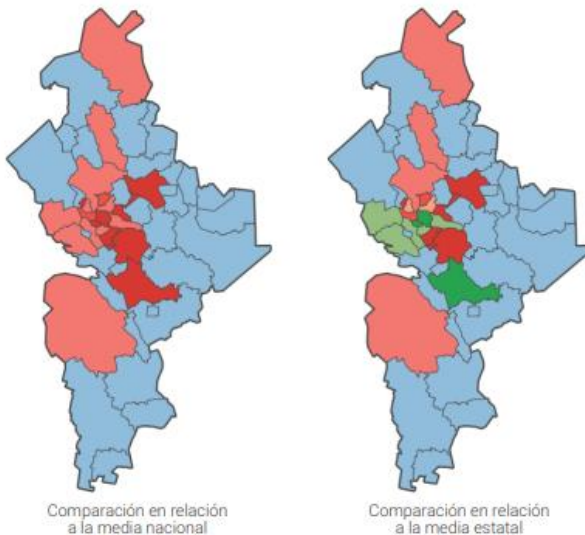 Comparación en relación
a la media nacional
Comparación en relación
a la media estatal